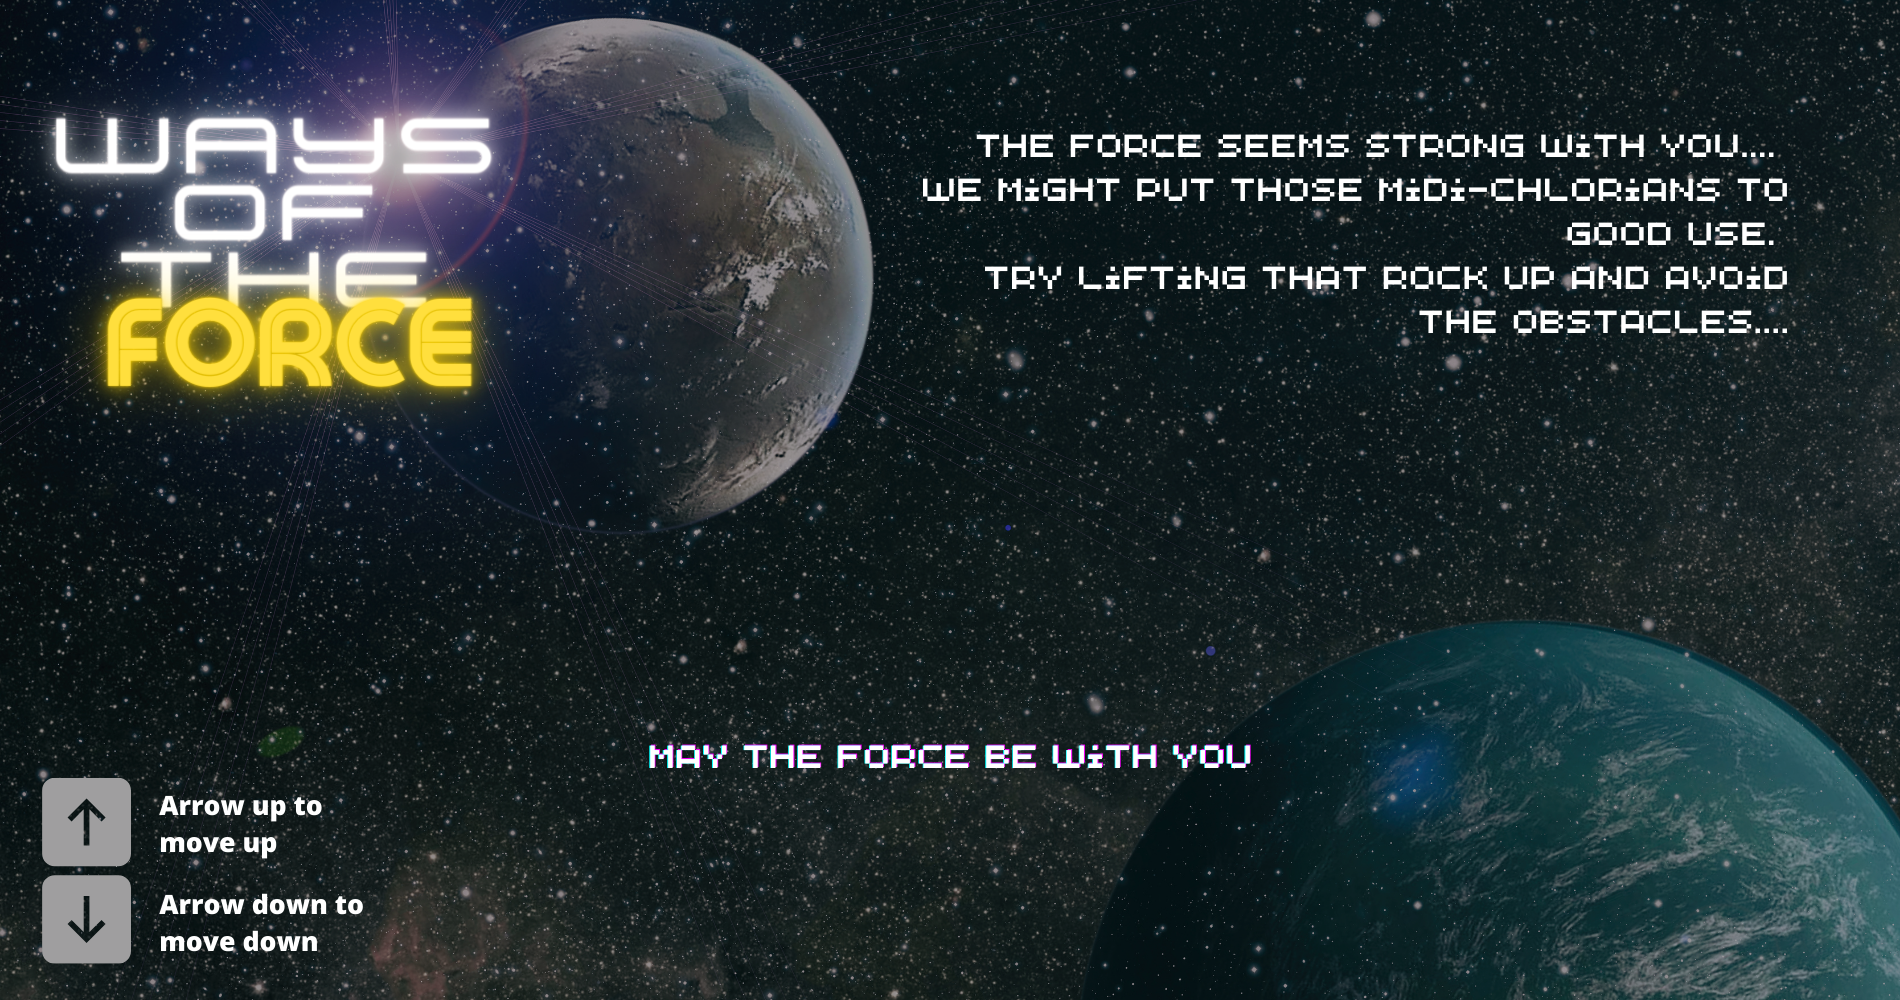 WAYS
OF
THE
FORCE
THE FORCE SEEMS STRONG WiTH YOU....
WE MiGHT PUT THOSE MiDi-CHLORiANS TO
GOOD USE.
TRY LiFTiNG THAT ROCK UP AND AVOiD
THE OBSTACLES....
MAY THE FORCE BE WiTH YOU
Arrow up to
move up
Arrow down to
move down